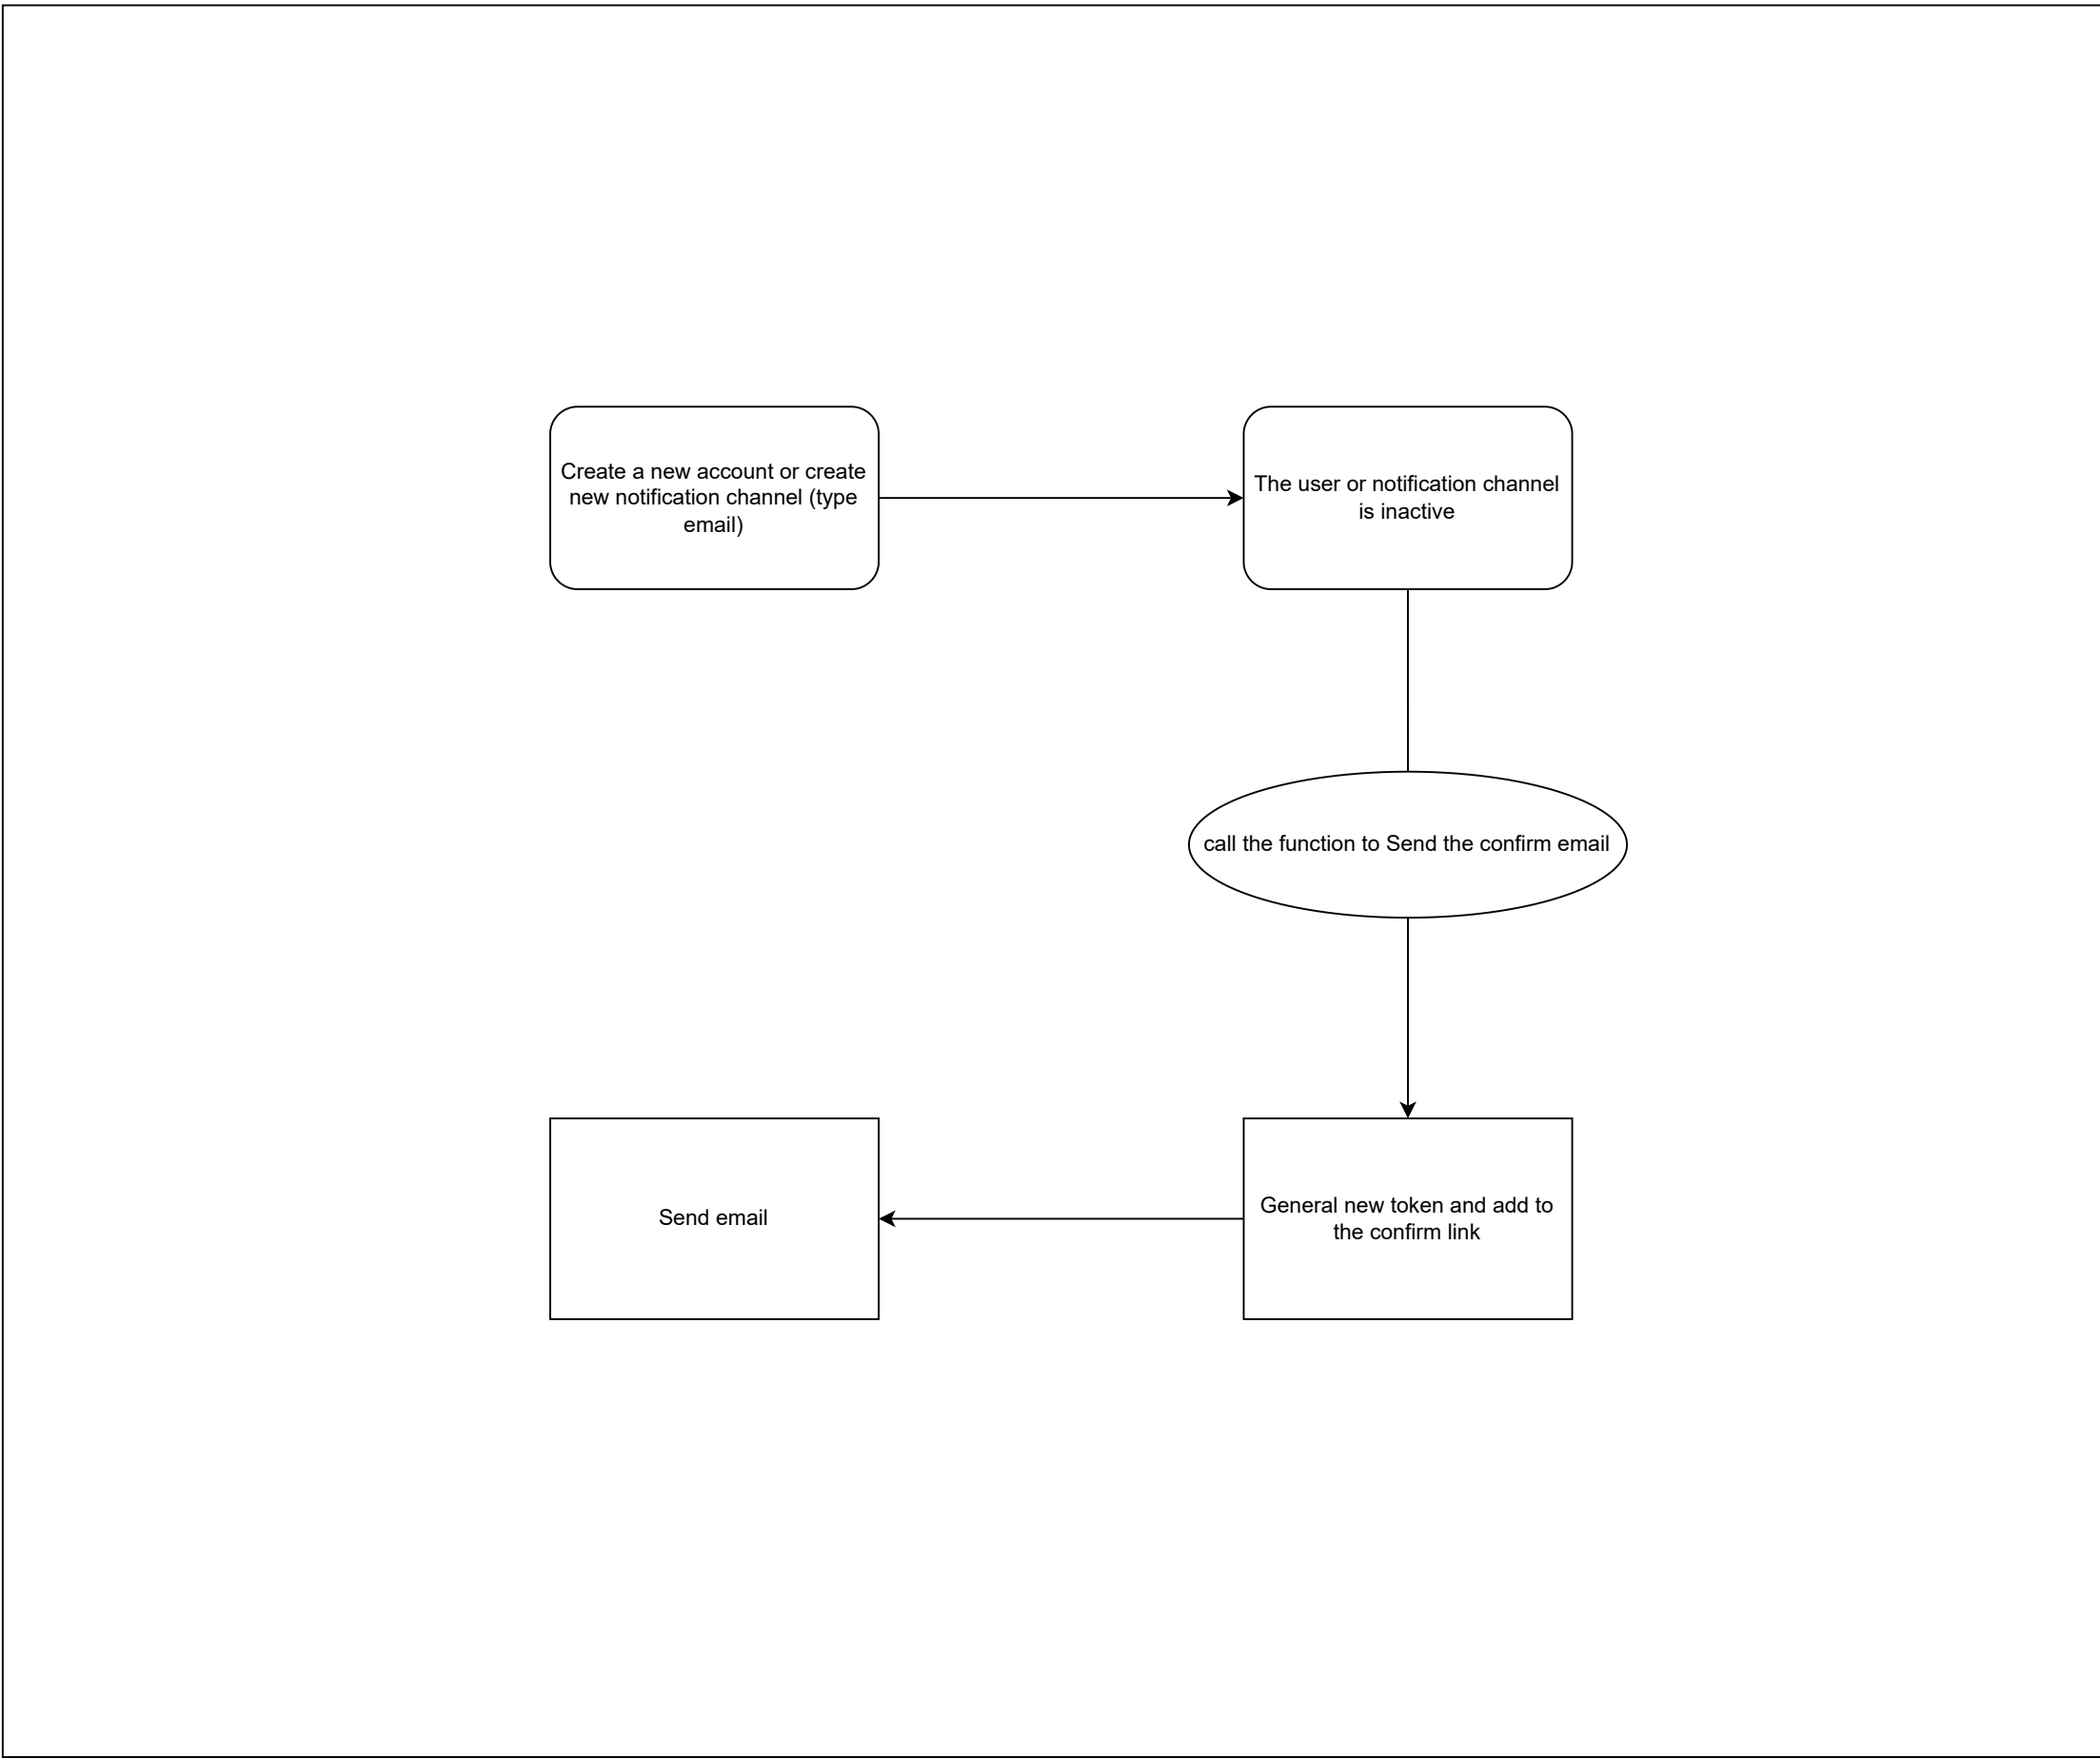 Create a new account or create
new notification channel (type
email)
The user or notification channel
is inactive
call the function to Send the confirm email
General new token and add to
the confirm link
Send email